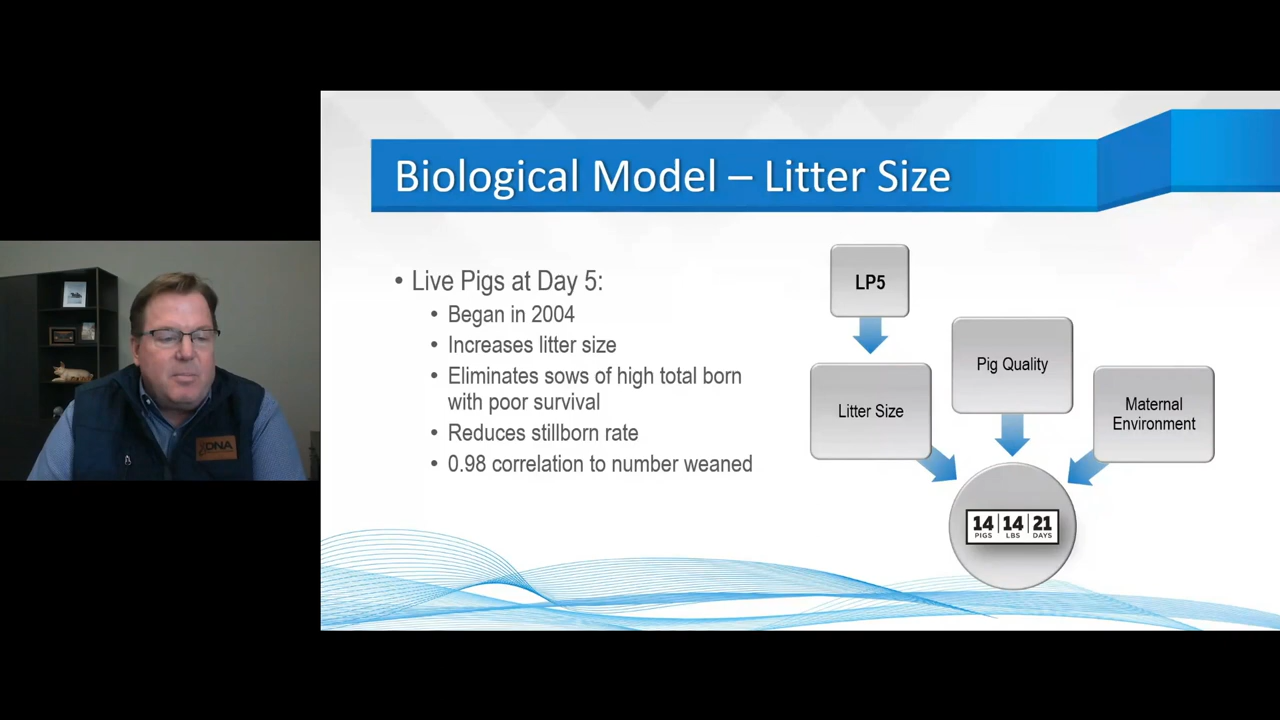 Biological Model – Litter Size
• Live Pigs at Day 5:
• Began in 2004
• Increases litter size
• Eliminates sows of high total born
with poor survival
• Reduces stillborn rate
• 0.98 correlation to number weaned
LP5
Litter Size
Pig Quality
Maternal
Environment
14 | 14 | 21
PIGS LBS DAYS
DNA